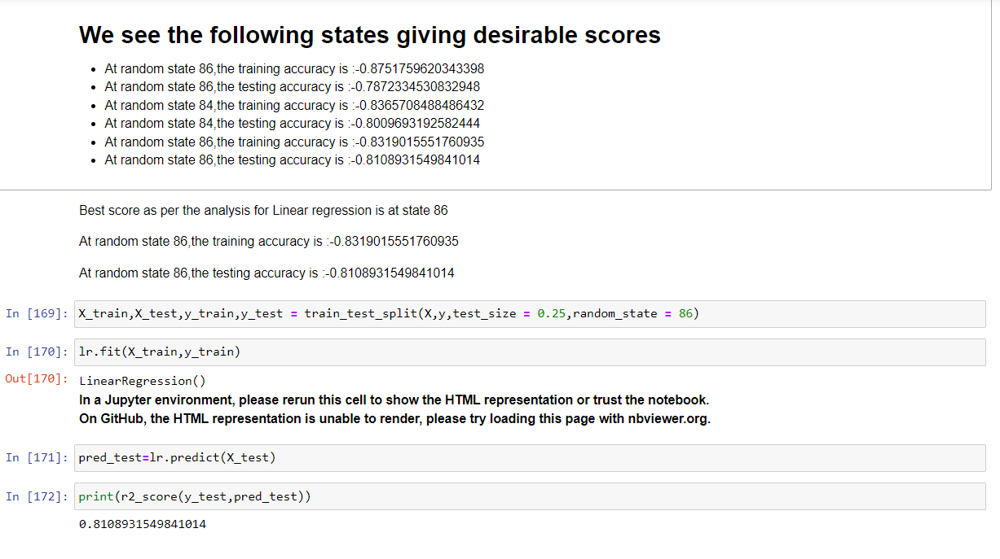 We see the following states giving desirable scores
• At random state 86,the training accuracy is :-0.8751759620343398
• At random state 86,the testing accuracy is :-0.7872334530832948
• At random state 84,the training accuracy is :-0.8365708488486432
• At random state 84,the testing accuracy is :-0.8009693192582444
• At random state 86,the training accuracy is :-0.8319015551760935
• At random state 86,the testing accuracy is :-0.8108931549841014
Best score as per the analysis for Linear regression is at state 86
At random state 86,the training accuracy is :-0.8319015551760935
At random state 86,the testing accuracy is :-0.8108931549841014
In [169]: X_train,X_test,y_train,y_test = train_test_split(X,y,test_size = 0.25,random_state = 86)
In [170]: lr.fit(X_train,y_train)
Out[170]: LinearRegression()
In a Jupyter environment, please rerun this cell to show the HTML representation or trust the notebook.
On GitHub, the HTML representation is unable to render, please try loading this page with nbviewer.org.
In [171]: pred_test=lr.predict(X_test)
In [172]: print(r2_score(y_test,pred_test))
0.8108931549841014